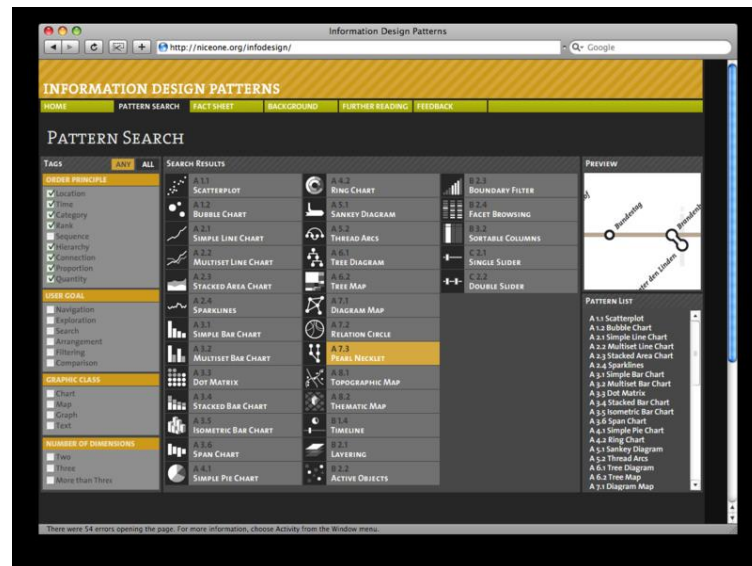 Information Design Patterns
http://niceone.org/infodesign/
Google
INFORMATION DESIGN PATTERNS
HOME PATTERN SEARCH FACT SHEET BACKGROUND FURTHER READING FEEDBACK
PATTERN SEARCH
TAGS ANY ALL
ORDER PRINCIPLE
Location
Time
Category
Rank
Sequence
Hierarchy
Connection
Proportion
Quantity
USER GOAL
Navigation
Exploration
Search
Arrangement
Filtering
Comparison
GRAPHIC CLASS
Chart
Map
Graph
Text
NUMBER OF DIMENSIONS
Two
Three
More than Thres
SEARCH RESULTS
A 1.1
SCATTERPLOT
A 1.2
BUBBLE CHART
A 2.1
SIMPLE LINE CHART
A 2.2
MULTISET LINE CHART
A 2.3
STACKED AREA CHART
A 2.4
SPARKLINES
A 3.1
SIMPLE BAR CHART
A 3.2
MULTISET BAR CHART
A 3.3
DOT MATRIX
A 3.4
STACKED BAR CHART
A 3.5
ISOMETRIC BAR CHART
A 3.6
SPAN CHART
A 4.1
SIMPLE PIE CHART
A 4.2
RING CHART
A 5.1
SANKEY DIAGRAM
A 5.2
THREAD ARCS
A 6.1
TREE DIAGRAM
A 6.2
TREE MAP
A 7.1
DIAGRAM MAP
A 7.2
RELATION CIRCLE
A 7.3
PEARL NECKLET
A 8.1
TOPOGRAPHIC MAP
A 8.2
THEMATIC MAP
B 1.4
TIMELINE
B 2.1
LAYERING
B 2.2
ACTIVE OBJECTS
B 2.3
BOUNDARY FILTER
B 2.4
FACET BROWSING
B 3.2
SORTABLE COLUMNS
C 2.1
SINGLE SLIDER
C 2.2
DOUBLE SLIDER
PREVIEW
Bundestag
Brandenb
ter den Linden
PATTERN LIST
A 1.1 Scatterplot
A 1.2 Bubble Chart
A 2.1 Simple Line Chart
A 2.2 Multiset Line Chart
A 2.3 Stacked Area Chart
A 2.4 Sparklines
A 3.1 Simple Bar Chart
A 3.2 Multiset Bar Chart
A 3.3 Dot Matrix
A 3.4 Stacked Bar Chart
A 3.5 Isometric Bar Chart
A 3.6 Span Chart
A 4.1 Simple Pie Chart
A 4.2 Ring Chart
A 5.1 Sankey Diagram
A 5.2 Thread Arcs
A 6.1 Tree Diagram
A 6.2 Tree Map
A 7.1 Diagram Map
There were 54 errors opening the page. For more information, choose Activity from the Window menu.